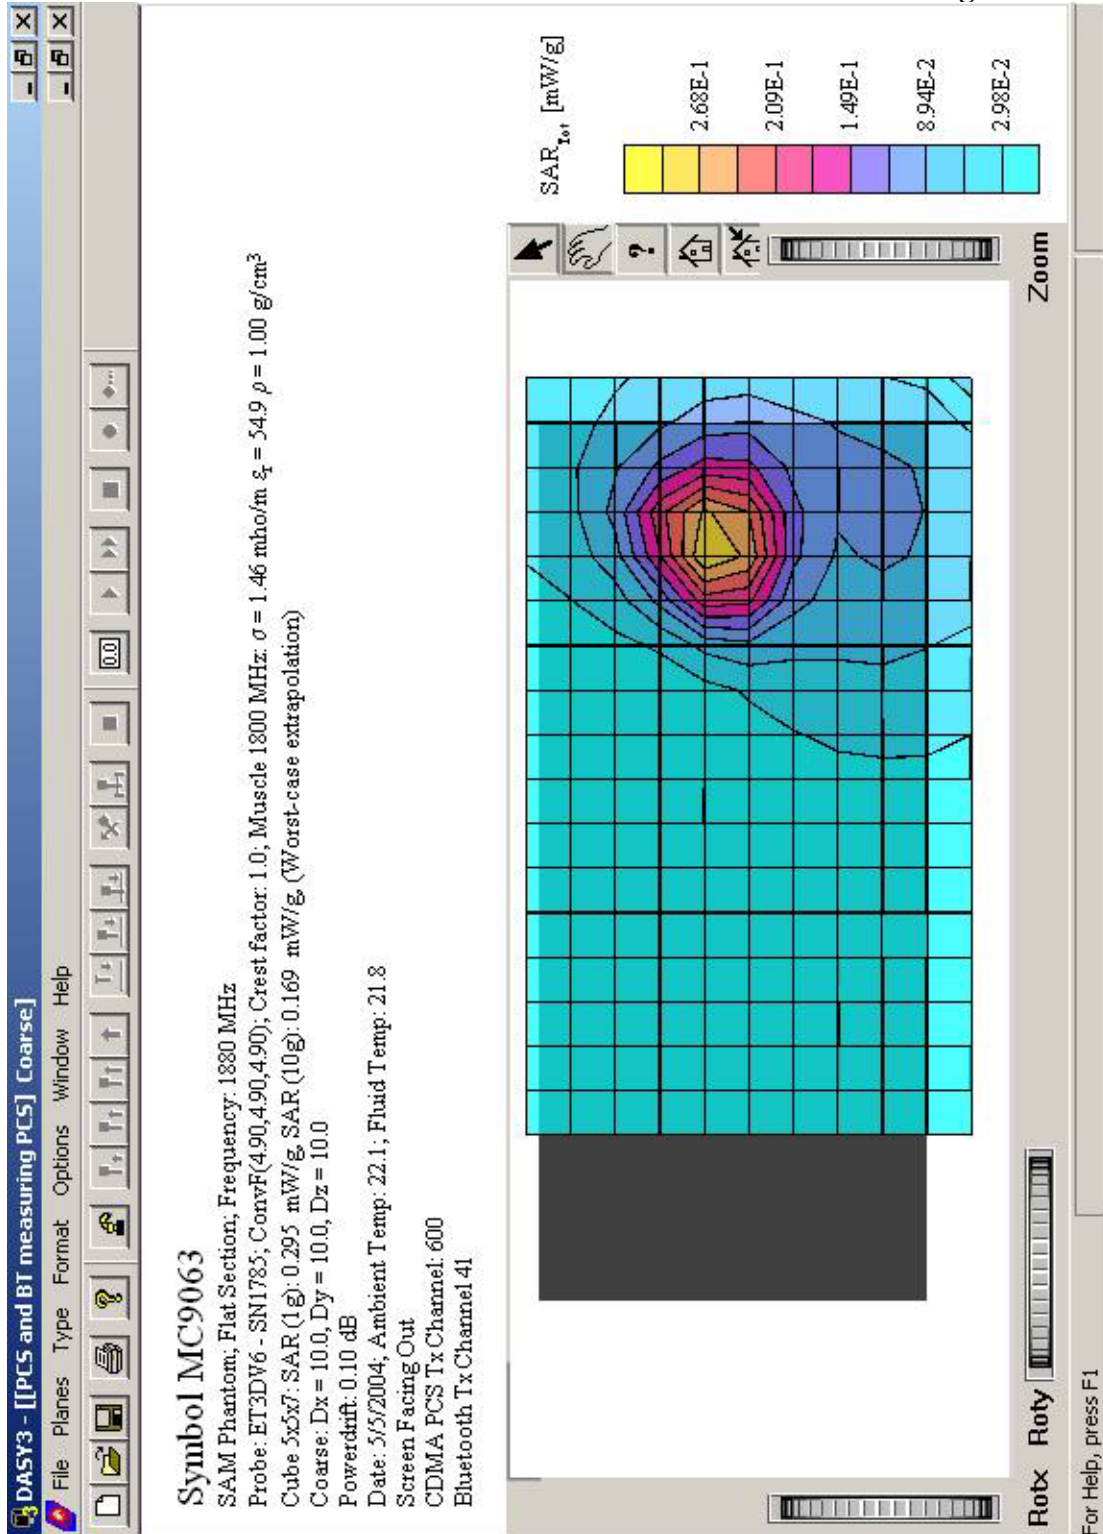 DASY3 - [[PCS and BT measuring PCS] Coarse]
File Planes Type Format Options Window Help
0.0
Symbol MC9063
SAM Phantom; Flat Section; Frequency: 1880 MHz
Probe: ET3DV6 - SN1785; ConvF(4.90,4.90,4.90); Crest factor: 1.0; Muscle 1800 MHz: σ = 1.46 mho/m εr = 54.9 ρ = 1.00 g/cm³
Cube 5x5x7: SAR (1g): 0.295 mW/g, SAR (10g): 0.169 mW/g, (Worst-case extrapolation)
Coarse: Dx = 10.0, Dy = 10.0, Dz = 10.0
Powerdrift: 0.10 dB
Date: 5/5/2004; Ambient Temp: 22.1; Fluid Temp: 21.8
Screen Facing Out
CDMA PCS Tx Channel: 600
Bluetooth Tx Channel 41
SARTot [mW/g]
2.68E-1
2.09E-1
1.49E-1
8.94E-2
2.98E-2
Rotx Roty Zoom
For Help, press F1